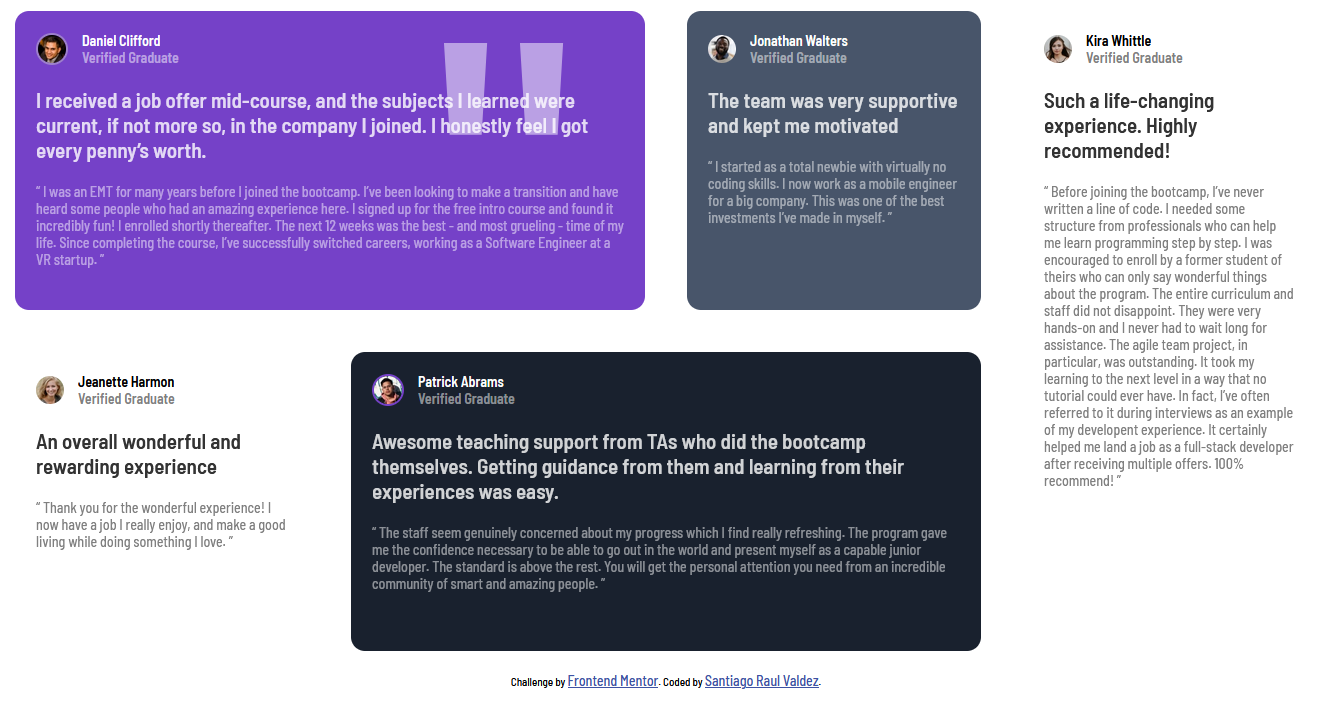 Daniel Clifford
Verified Graduate
I received a job offer mid-course, and the subjects I learned were
current, if not more so, in the company I joined. I honestly feel I got
every penny’s worth.
“ I was an EMT for many years before I joined the bootcamp. I’ve been looking to make a transition and have
heard some people who had an amazing experience here. I signed up for the free intro course and found it
incredibly fun! I enrolled shortly thereafter. The next 12 weeks was the best - and most grueling - time of my
life. Since completing the course, I’ve successfully switched careers, working as a Software Engineer at a
VR startup. ”
Jonathan Walters
Verified Graduate
The team was very supportive
and kept me motivated
“ I started as a total newbie with virtually no
coding skills. I now work as a mobile engineer
for a big company. This was one of the best
investments I’ve made in myself. ”
Kira Whittle
Verified Graduate
Such a life-changing
experience. Highly
recommended!
“ Before joining the bootcamp, I’ve never
written a line of code. I needed some
structure from professionals who can help
me learn programming step by step. I was
encouraged to enroll by a former student of
theirs who can only say wonderful things
about the program. The entire curriculum and
staff did not disappoint. They were very
hands-on and I never had to wait long for
assistance. The agile team project, in
particular, was outstanding. It took my
learning to the next level in a way that no
tutorial could ever have. In fact, I’ve often
referred to it during interviews as an example
of my developent experience. It certainly
helped me land a job as a full-stack developer
after receiving multiple offers. 100%
recommend! ”
Jeanette Harmon
Verified Graduate
An overall wonderful and
rewarding experience
“ Thank you for the wonderful experience! I
now have a job I really enjoy, and make a good
living while doing something I love. ”
Patrick Abrams
Verified Graduate
Awesome teaching support from TAs who did the bootcamp
themselves. Getting guidance from them and learning from their
experiences was easy.
“ The staff seem genuinely concerned about my progress which I find really refreshing. The program gave
me the confidence necessary to be able to go out in the world and present myself as a capable junior
developer. The standard is above the rest. You will get the personal attention you need from an incredible
community of smart and amazing people. ”
Challenge by Frontend Mentor. Coded by Santiago Raul Valdez.